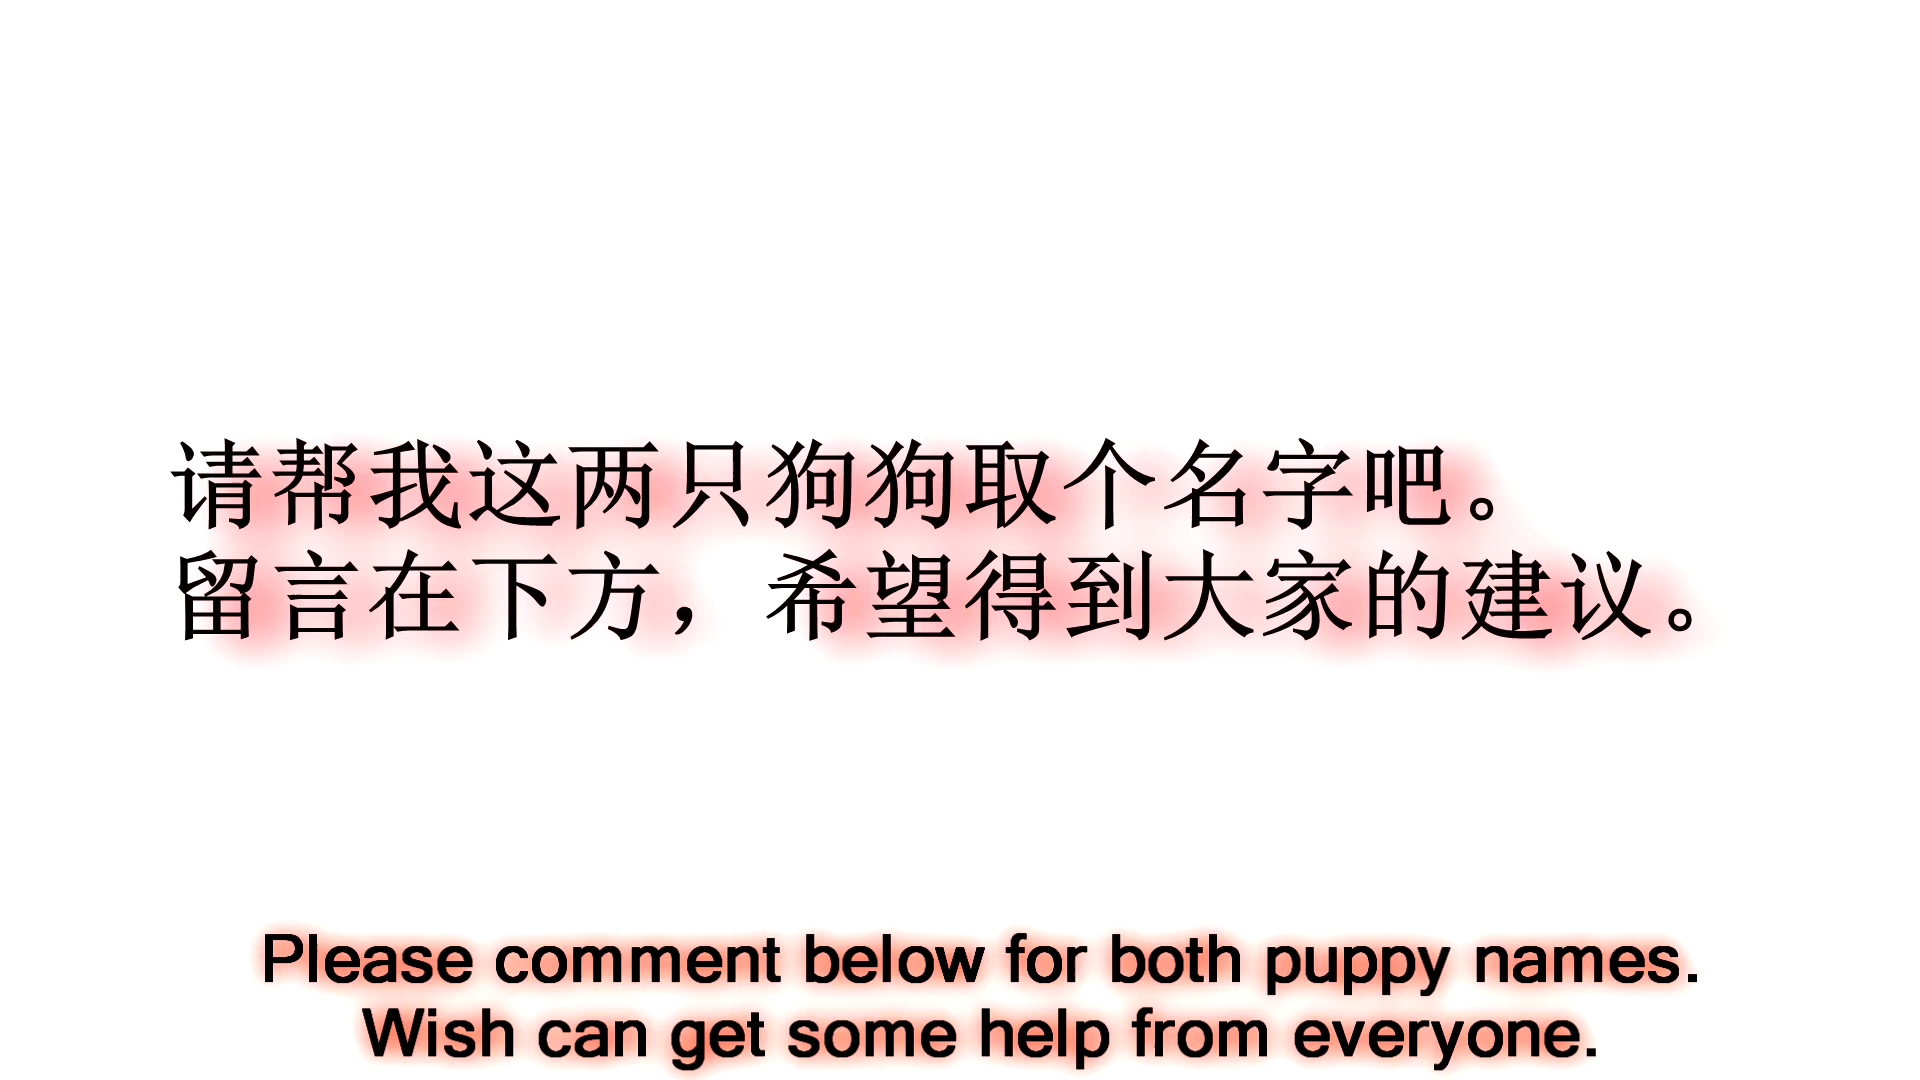 请帮我这两只狗狗取个名字吧。
留言在下方，希望得到大家的建议。
Please comment below for both puppy names.
Wish can get some help from everyone.